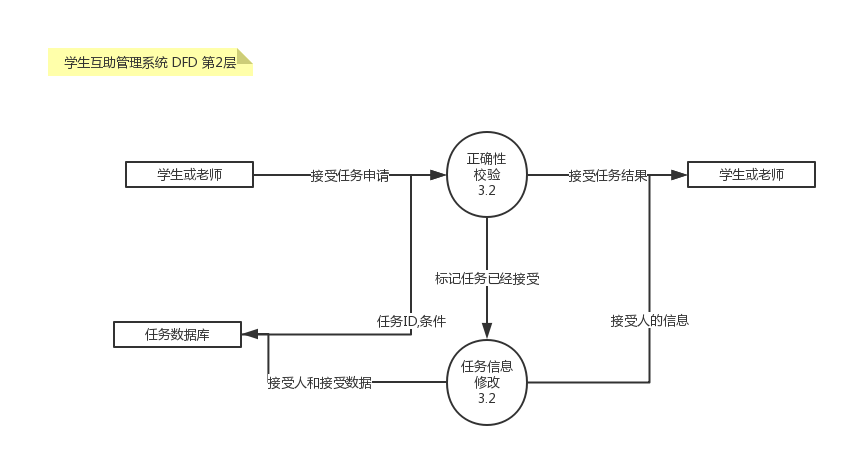 学生互助管理系统 DFD 第2层
学生或老师
接受任务申请
正确性
校验
3.2
接受任务结果
学生或老师
标记任务已经接受
任务ID,条件
接受人的信息
任务数据库
任务信息
修改
3.2
接受人和接受数据